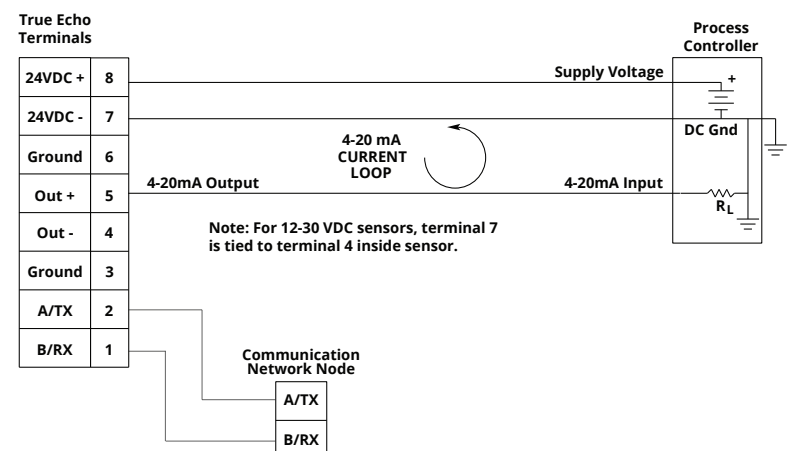 True Echo
Terminals
24VDC + 8
24VDC - 7
Ground 6
Out + 5
Out - 4
Ground 3
A/TX 2
B/RX 1
Process
Controller
Supply Voltage
+
DC Gnd
4-20 mA
CURRENT
LOOP
4-20mA Output
4-20mA Input
RL
Note: For 12-30 VDC sensors, terminal 7
is tied to terminal 4 inside sensor.
Communication
Network Node
A/TX
B/RX